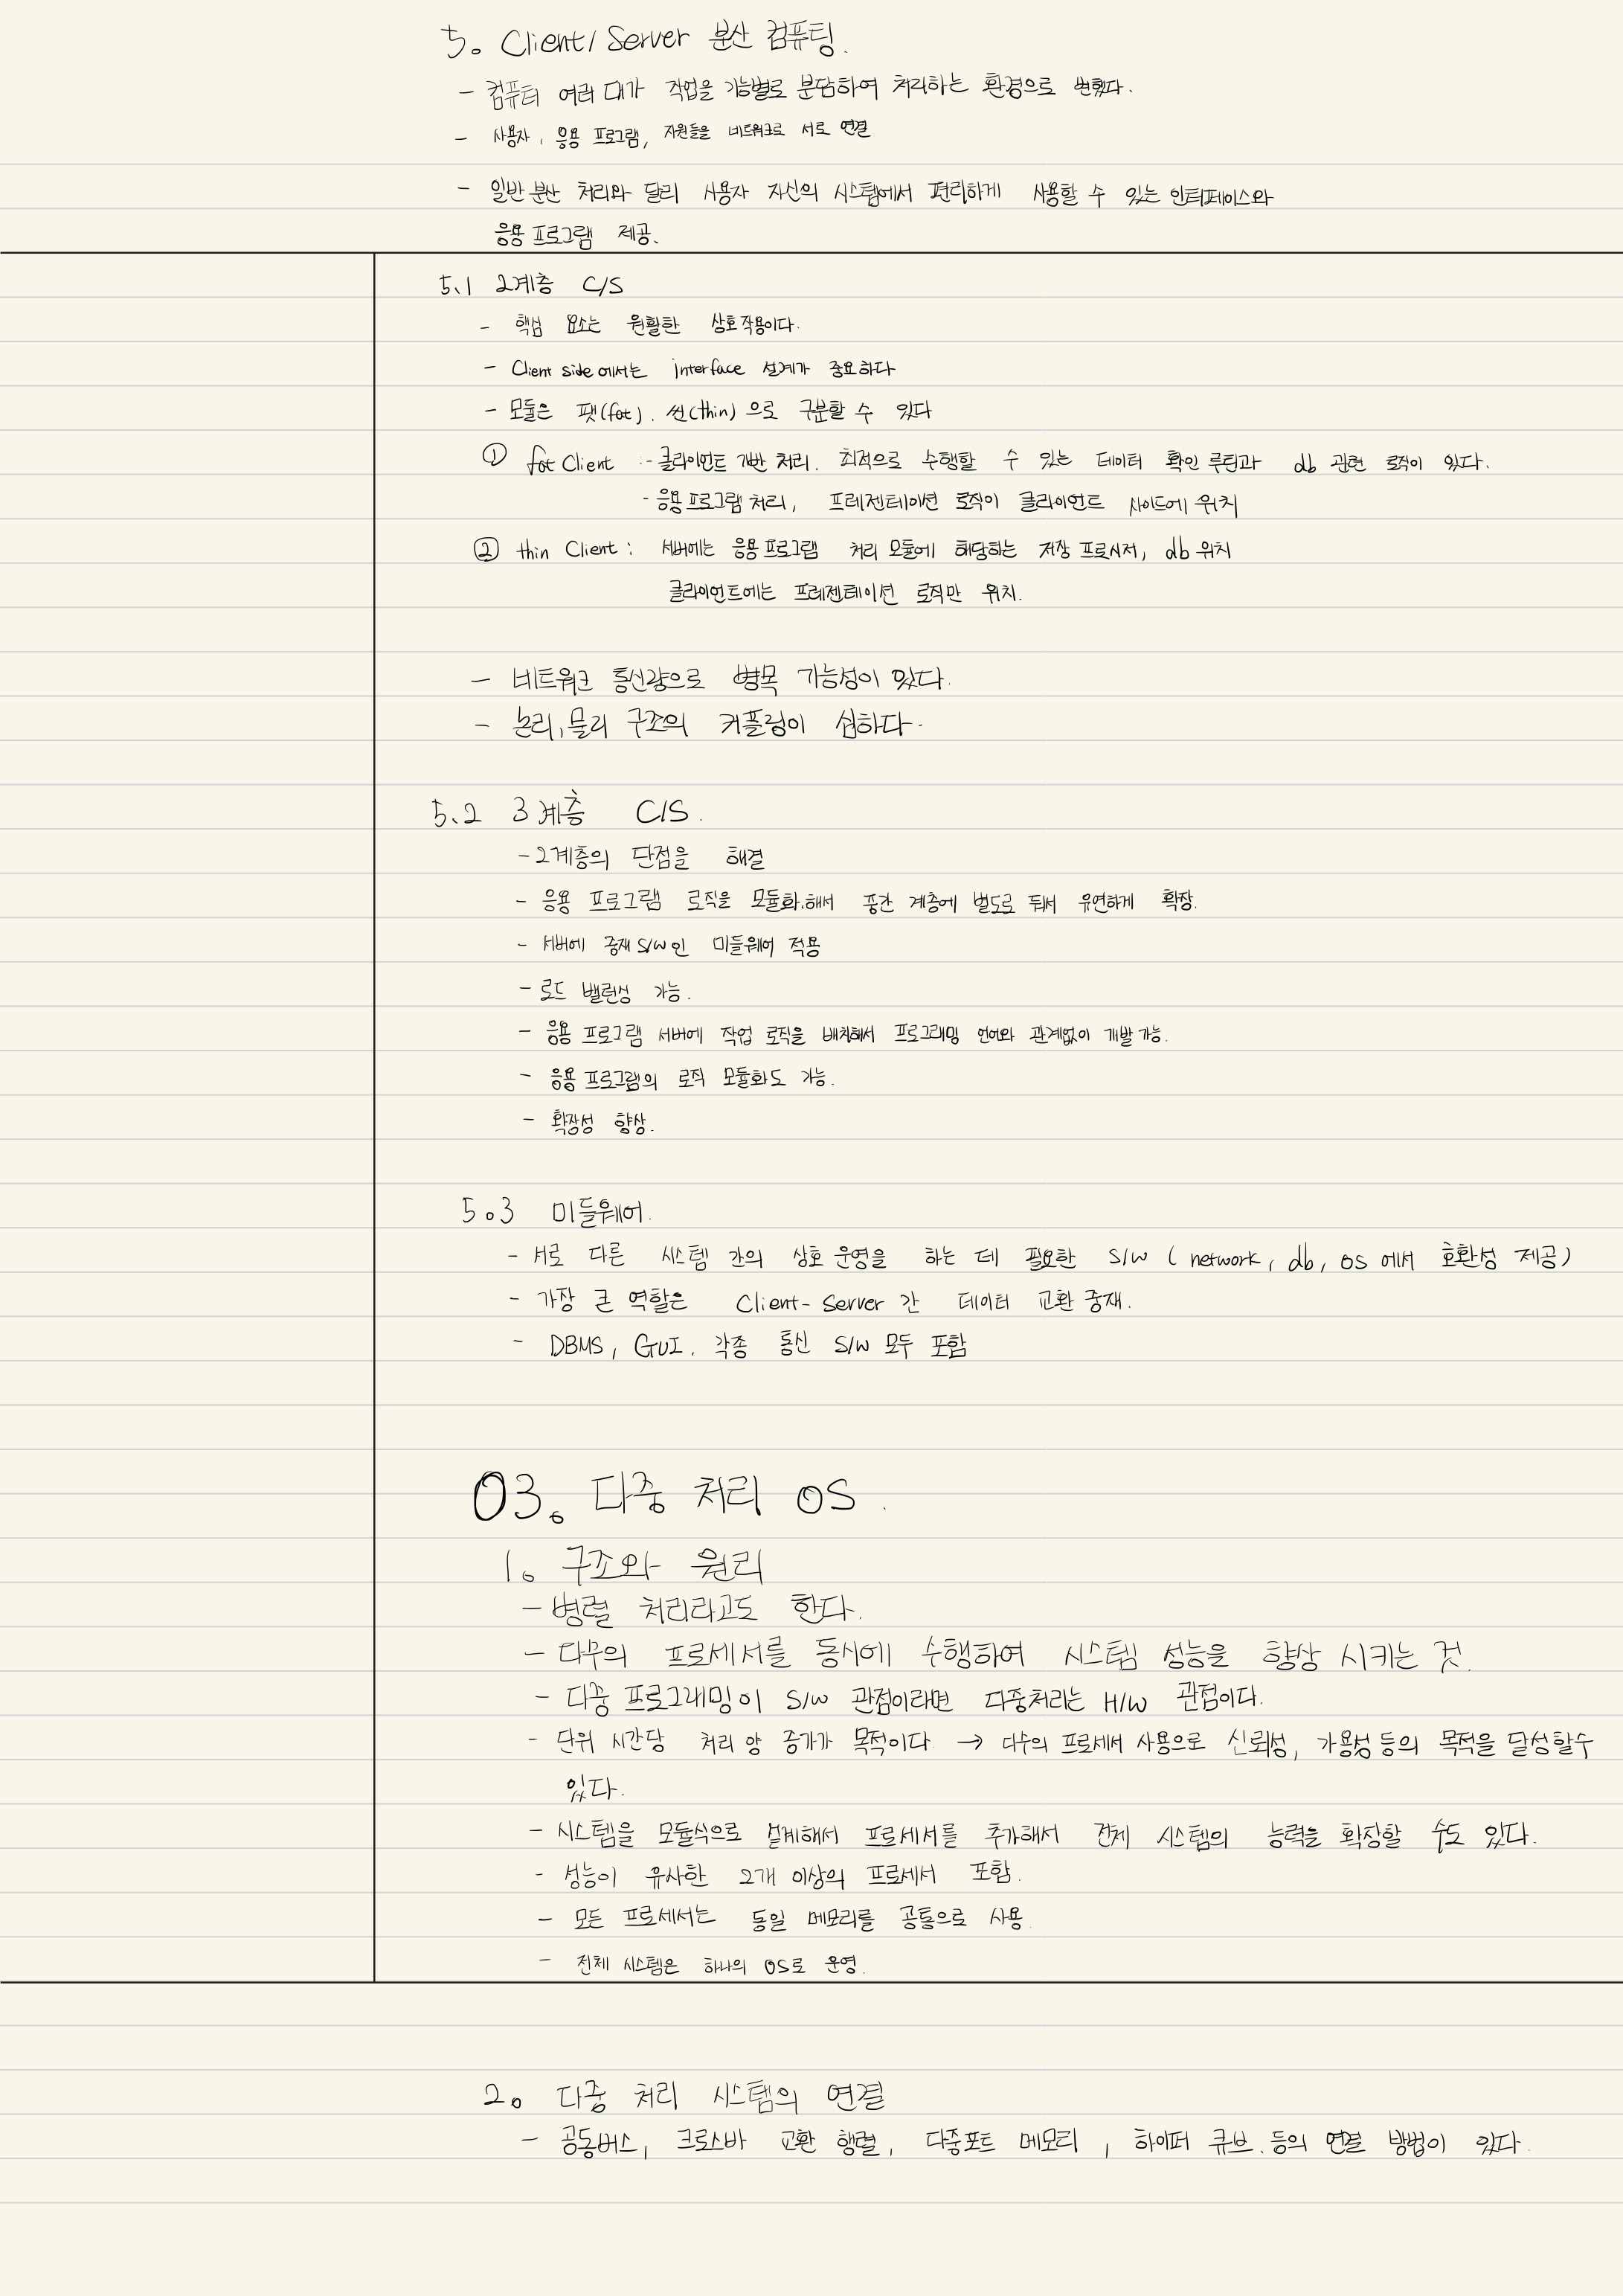 5. Client/Server 분산 컴퓨팅.
- 컴퓨터 여러 대가 작업을 기능별로 분담하여 처리하는 환경으로 변했다.
- 사용자, 응용 프로그램, 자원들을 네트워크로 서로 연결
- 일반 분산 처리와 달리 사용자 자신의 시스템에서 편리하게 사용할 수 있는 인터페이스와
응용 프로그램 제공.
5.1 2계층 C/S
- 핵심 요소는 원활한 상호작용이다.
- Client side에서는 interface 설계가 중요하다
- 모듈은 팻(fat), 씬(thin)으로 구분할 수 있다
① fat Client :- 클라이언트 기반 처리. 최적으로 수행할 수 있는 데이터 확인 루틴과 db 관련 로직이 있다.
- 응용프로그램 처리, 프레젠테이션 로직이 클라이언트 사이드에 위치
② thin Client : 서버에는 응용프로그램 처리 모듈에 해당하는 저장 프로시저, db 위치
클라이언트에는 프레젠테이션 로직만 위치.
- 네트워크 통신량으로 병목 가능성이 있다.
- 논리, 물리 구조의 커플링이 심하다.
5.2 3계층 C/S.
- 2계층의 단점을 해결
- 응용 프로그램 로직을 모듈화.해서 중간 계층에 별도로 둬서 유연하게 확장.
- 서버에 중재 S/W인 미들웨어 적용
- 로드 밸런싱 가능.
- 응용 프로그램 서버에 작업 로직을 배치해서 프로그래밍 언어와 관계없이 개발 가능.
- 응용 프로그램의 로직 모듈화도 가능.
- 확장성 향상.
5.3 미들웨어.
- 서로 다른 시스템 간의 상호 운영을 하는 데 필요한 S/W ( network, db, OS 에서 호환성 제공)
- 가장 큰 역할은 Client-Server 간 데이터 교환 중재.
- DBMS, GUI, 각종 통신 S/W 모두 포함
03. 다중 처리 OS.
1. 구조와 원리
- 병렬 처리라고도 한다.
- 다수의 프로세서를 동시에 수행하여 시스템 성능을 향상 시키는 것.
- 다중 프로그래밍이 S/W 관점이라면 다중처리는 H/W 관점이다.
- 단위 시간당 처리 양 증가가 목적이다. → 다수의 프로세서 사용으로 신뢰성, 가용성 등의 목적을 달성할수
있다.
- 시스템을 모듈식으로 설계해서 프로세서를 추가해서 전체 시스템의 능력을 확장할 수도 있다.
- 성능이 유사한 2개 이상의 프로세서 포함.
- 모든 프로세서는 동일 메모리를 공통으로 사용.
- 전체 시스템은 하나의 OS로 운영.
2. 다중 처리 시스템의 연결
- 공동버스, 크로스바 교환 행렬, 다중포트 메모리, 하이퍼 큐브.등의 연결 방법이 있다.